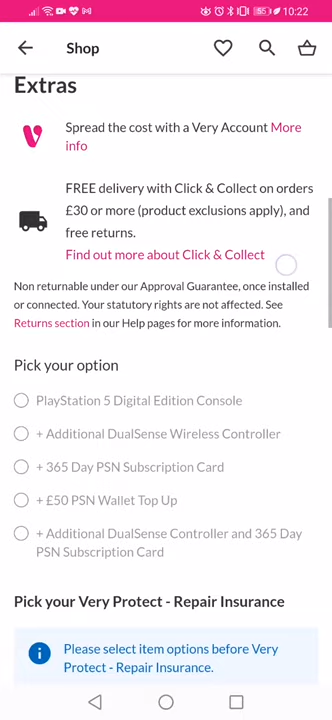 55 10:22
Shop
Extras
Spread the cost with a Very Account More
info
FREE delivery with Click & Collect on orders
£30 or more (product exclusions apply), and
free returns.
Find out more about Click & Collect
Non returnable under our Approval Guarantee, once installed
or connected. Your statutory rights are not affected. See
Returns section in our Help pages for more information.
Pick your option
PlayStation 5 Digital Edition Console
+ Additional DualSense Wireless Controller
+ 365 Day PSN Subscription Card
+ £50 PSN Wallet Top Up
+ Additional DualSense Controller and 365 Day
PSN Subscription Card
Pick your Very Protect - Repair Insurance
Please select item options before Very
Protect - Repair Insurance.